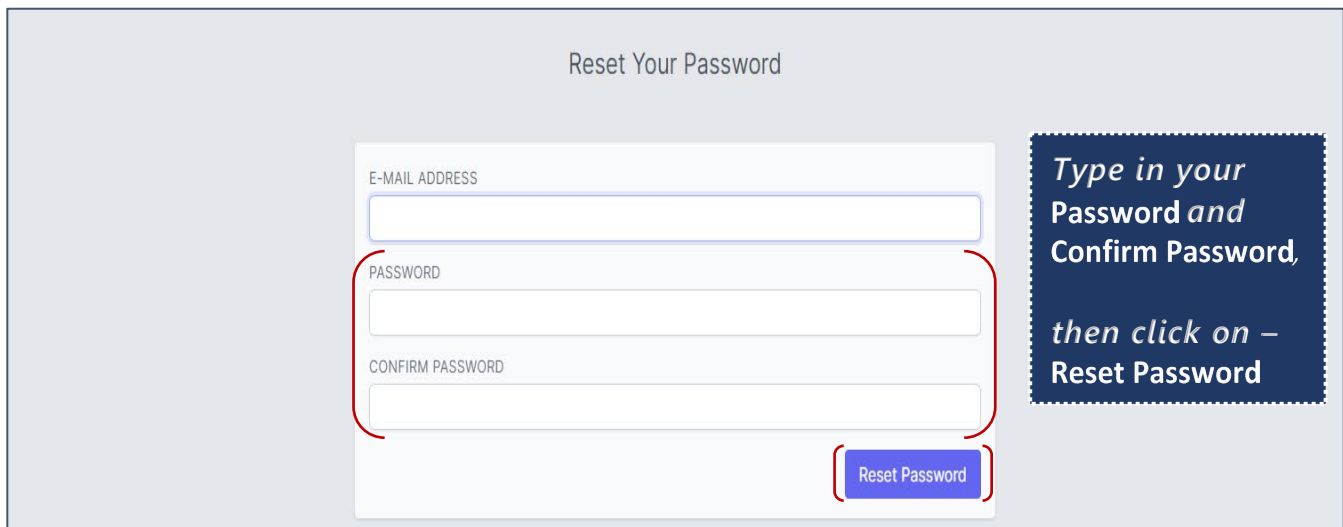 Reset Your Password
E-MAIL ADDRESS
PASSWORD
CONFIRM PASSWORD
Reset Password
Type in your
Password and
Confirm Password,
then click on –
Reset Password